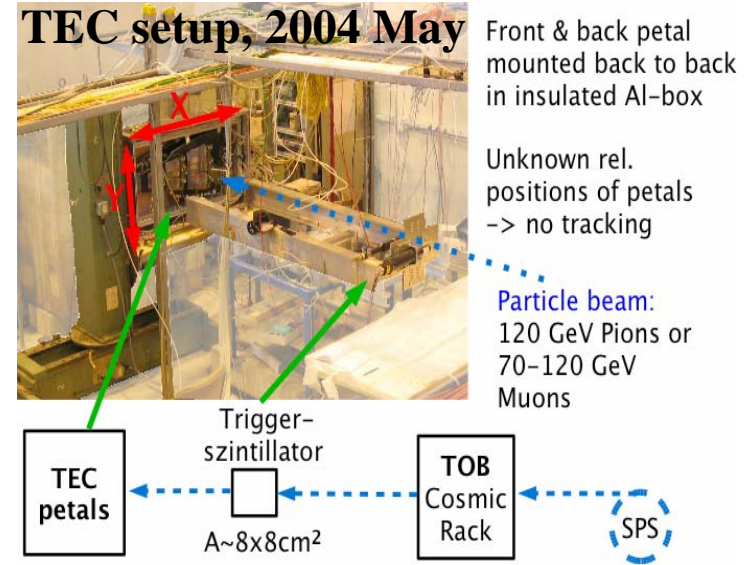 TEC setup, 2004 May
Front & back petal
mounted back to back
in insulated Al-box
Unknown rel.
positions of petals
-> no tracking
X
Y
Particle beam:
120 GeV Pions or
70-120 GeV
Muons
Trigger-
szintillator
TEC
petals
A~8x8cm²
TOB
Cosmic
Rack
SPS